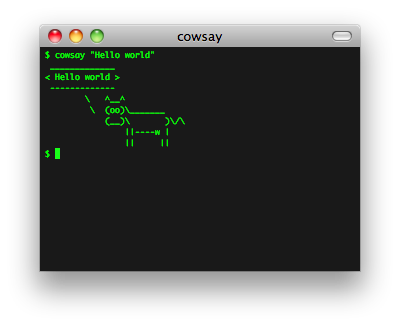 cowsay
$ cowsay "Hello world"
 _____________
< Hello world >
 -------------
        \   ^__^
         \  (oo)\_______
            (__)\       )\/\
                ||----w |
                ||     ||
$